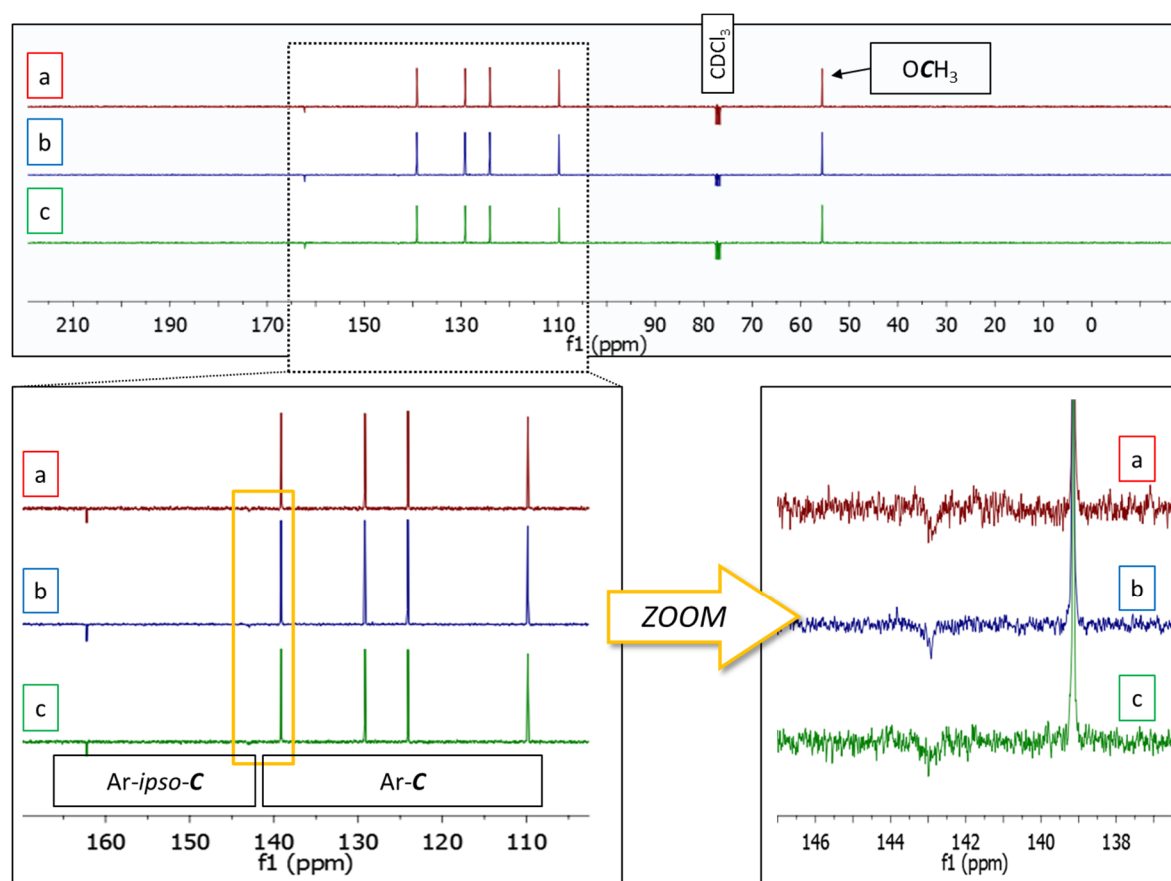 CDCl₃
OCH₃
a
b
c
210 190 170 150 130 110 90 80 70 60 50 40 30 20 10 0
f1 (ppm)
a
b
c
Ar-ipso-C
Ar-C
160 150 140 130 120 110
f1 (ppm)
ZOOM
a
b
c
146 144 142 140 138
f1 (ppm)